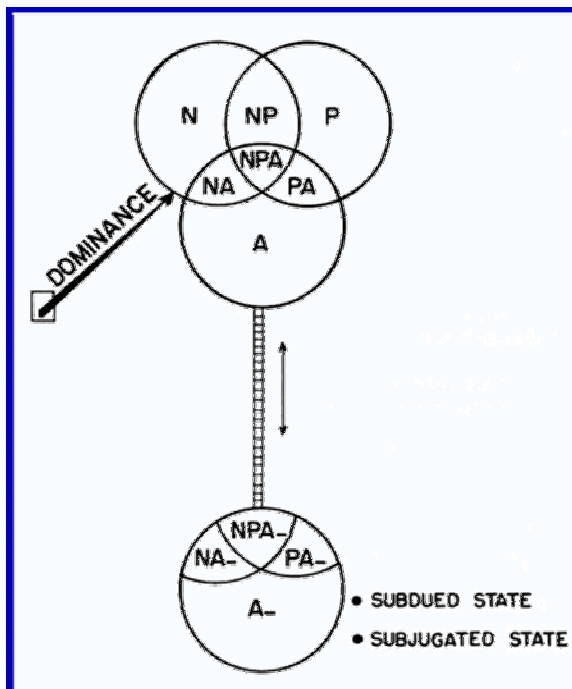 N NP P
NPA
NA PA
DOMINANCE
A
NPA-
NA- PA-
A-
• SUBDUED STATE
• SUBJUGATED STATE